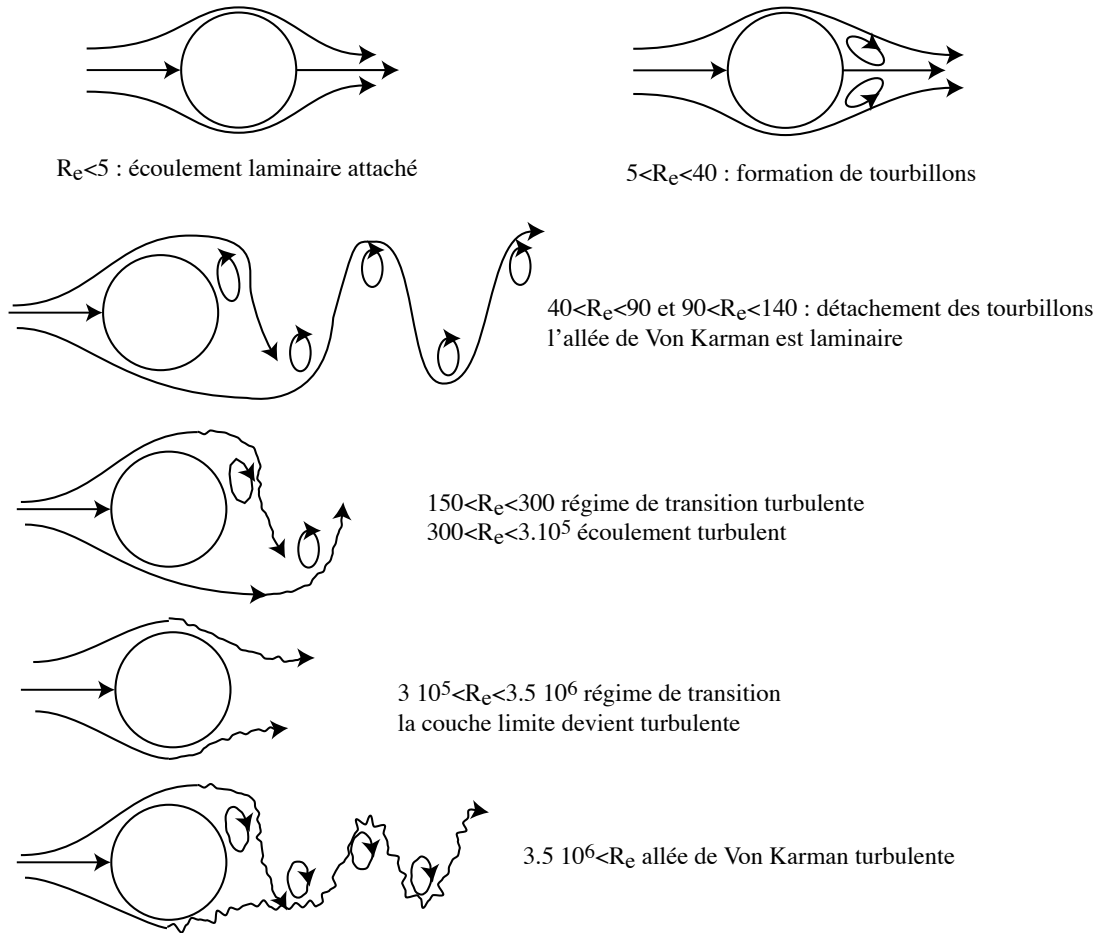 Re<5 : écoulement laminaire attaché
5<Re<40 : formation de tourbillons
40<Re<90 et 90<Re<140 : détachement des tourbillons
l'allée de Von Karman est laminaire
150<Re<300 régime de transition turbulente
300<Re<3.10⁵ écoulement turbulent
3 10⁵<Re<3.5 10⁶ régime de transition
la couche limite devient turbulente
3.5 10⁶<Re allée de Von Karman turbulente